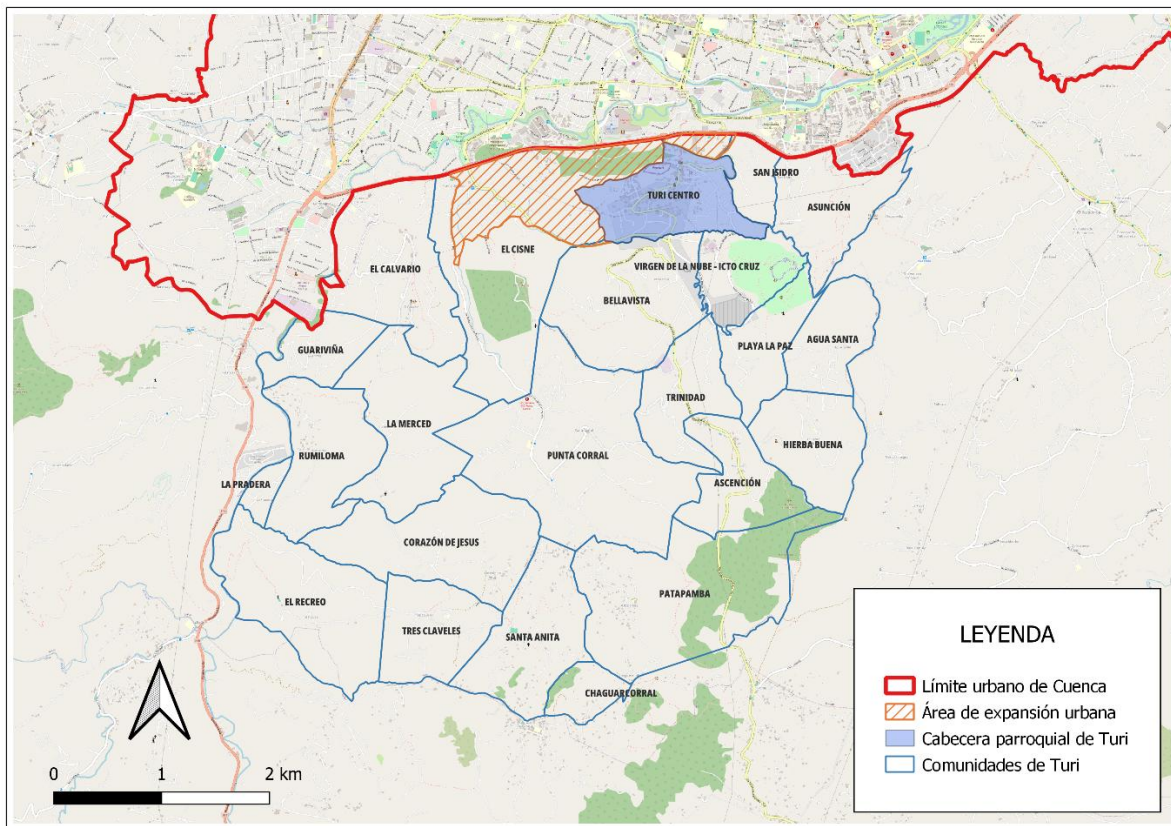 SAN ISIDRO
TURI CENTRO
ASUNCIÓN
EL CISNE
EL CALVARIO
VIRGEN DE LA NUBE - ICTO CRUZ
BELLAVISTA
GUARIVIÑA
PLAYA LA PAZ
AGUA SANTA
TRINIDAD
LA MERCED
HIERBA BUENA
RUMILOMA
PUNTA CORRAL
LA PRADERA
ASCENCIÓN
CORAZÓN DE JESUS
EL RECREO
PATAPAMBA
TRES CLAVELES
SANTA ANITA
CHAGUARCORRAL
LEYENDA
Límite urbano de Cuenca
Área de expansión urbana
Cabecera parroquial de Turi
Comunidades de Turi
0 1 2 km